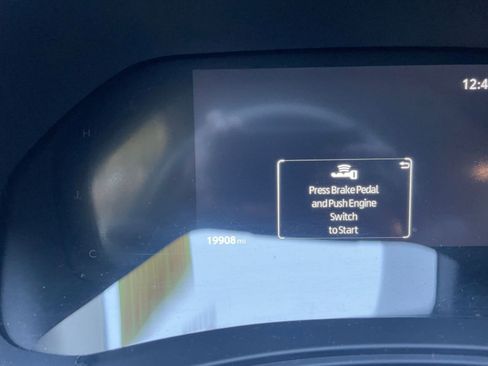 12:4
H
Press Brake Pedal
and Push Engine
Switch
to Start
19908 mi
C